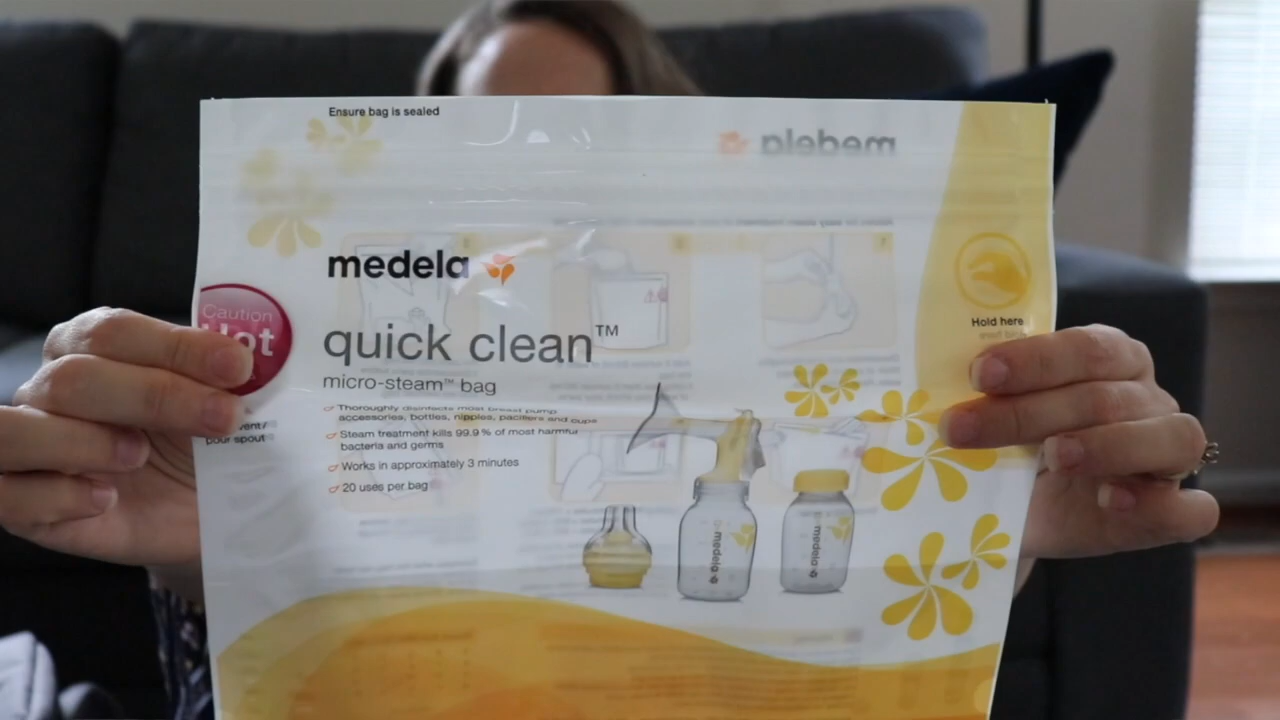 Ensure bag is sealed
medela
medela
Caution
Hot
quick clean™
micro-steam™ bag
Thoroughly disinfects most breast pump
accessories, bottles, nipples, pacifiers and cups
Steam treatment kills 99.9 % of most harmful
bacteria and germs
Works in approximately 3 minutes
20 uses per bag
vent/
pour spout
Hold here
medela
medela